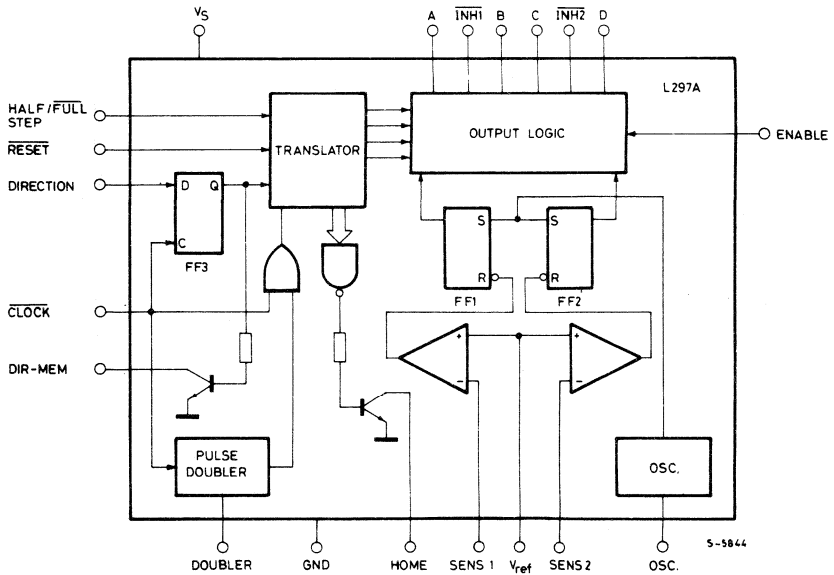 VS
A INH1 B C INH2 D
L297A
HALF/FULL
STEP
RESET
DIRECTION
TRANSLATOR
OUTPUT LOGIC
ENABLE
D Q
C
FF3
S S
R R
FF1 FF2
CLOCK
+ +
- -
DIR-MEM
PULSE
DOUBLER
OSC.
S-5844
DOUBLER GND HOME SENS 1 Vref SENS 2 OSC.